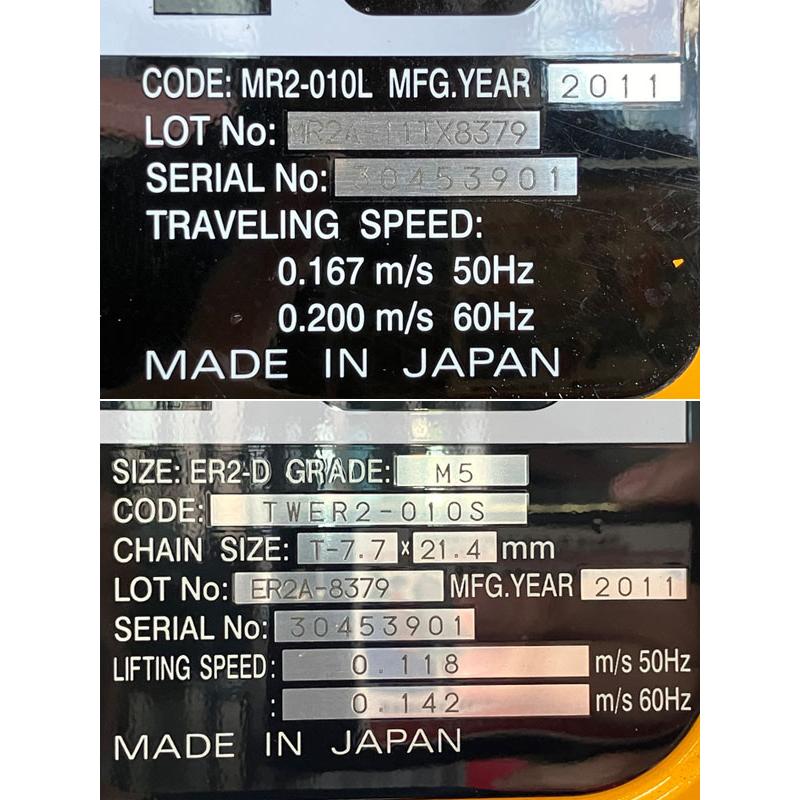 CODE: MR2-010L MFG.YEAR 2011
LOT No: MR2A-11TX8379
SERIAL No: 30453901
TRAVELING SPEED:
0.167 m/s 50Hz
0.200 m/s 60Hz
MADE IN JAPAN
SIZE: ER2-D GRADE: M5
CODE: TWER2-010S
CHAIN SIZE: T-7.7 × 21.4 mm
LOT No: ER2A-8379 MFG.YEAR 2011
SERIAL No: 30453901
LIFTING SPEED: 0.118 m/s 50Hz
: 0.142 m/s 60Hz
MADE IN JAPAN